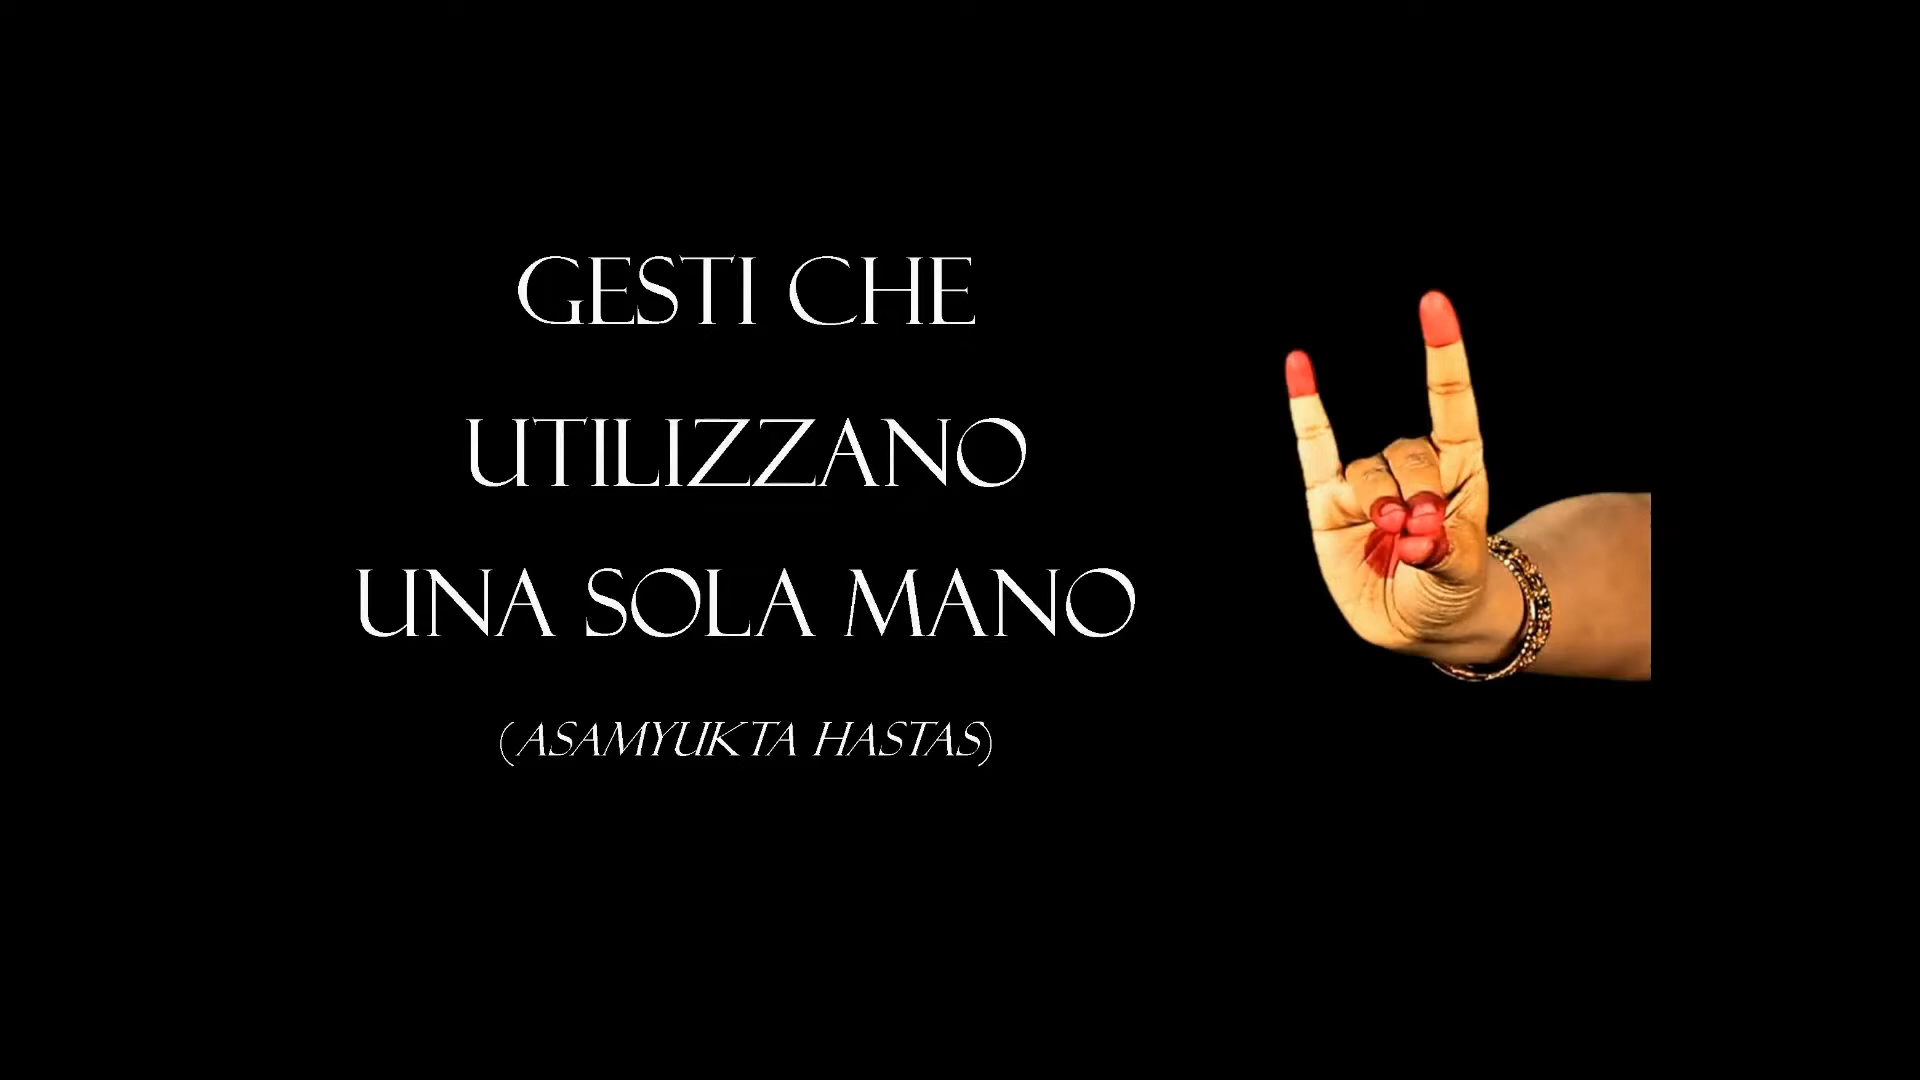 GESTI CHE
UTILIZZANO
UNA SOLA MANO
(ASAMYUKTA HASTAS)